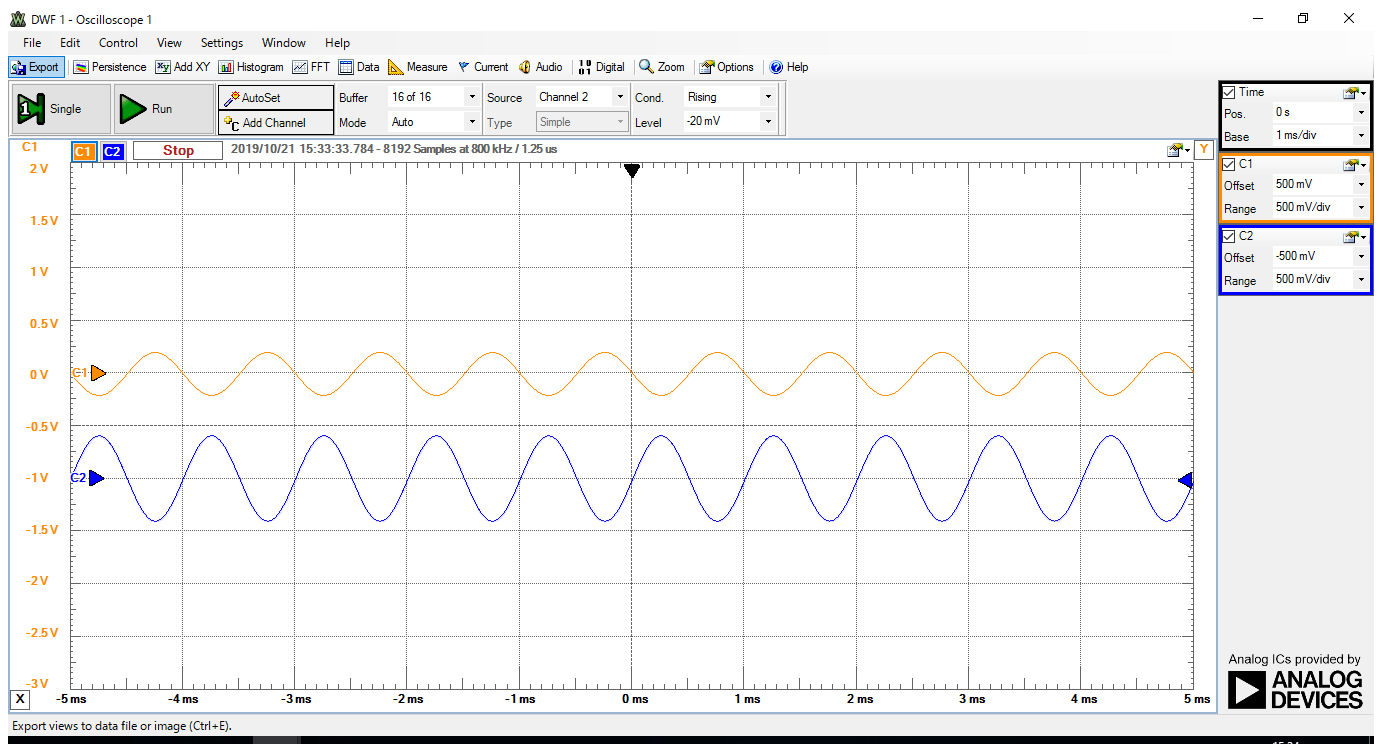 DWF 1 - Oscilloscope 1
File Edit Control View Settings Window Help
Export Persistence Add XY Histogram FFT Data Measure Current Audio Digital Zoom Options Help
1 Single Run AutoSet Buffer 16 of 16 Source Channel 2 Cond. Rising
Add Channel Mode Auto Type Simple Level -20 mV
C1 C1 C2 Stop 2019/10/21 15:33:33.784 - 8192 Samples at 800 kHz / 1.25 us Y
2 V
1.5 V
1 V
0.5 V
0 V
-0.5 V
-1 V
-1.5 V
-2 V
-2.5 V
-3 V
C1
C2
X -5 ms -4 ms -3 ms -2 ms -1 ms 0 ms 1 ms 2 ms 3 ms 4 ms 5 ms
Time
Pos. 0 s
Base 1 ms/div
C1
Offset 500 mV
Range 500 mV/div
C2
Offset -500 mV
Range 500 mV/div
Analog ICs provided by
ANALOG
DEVICES
Export views to data file or image (Ctrl+E).